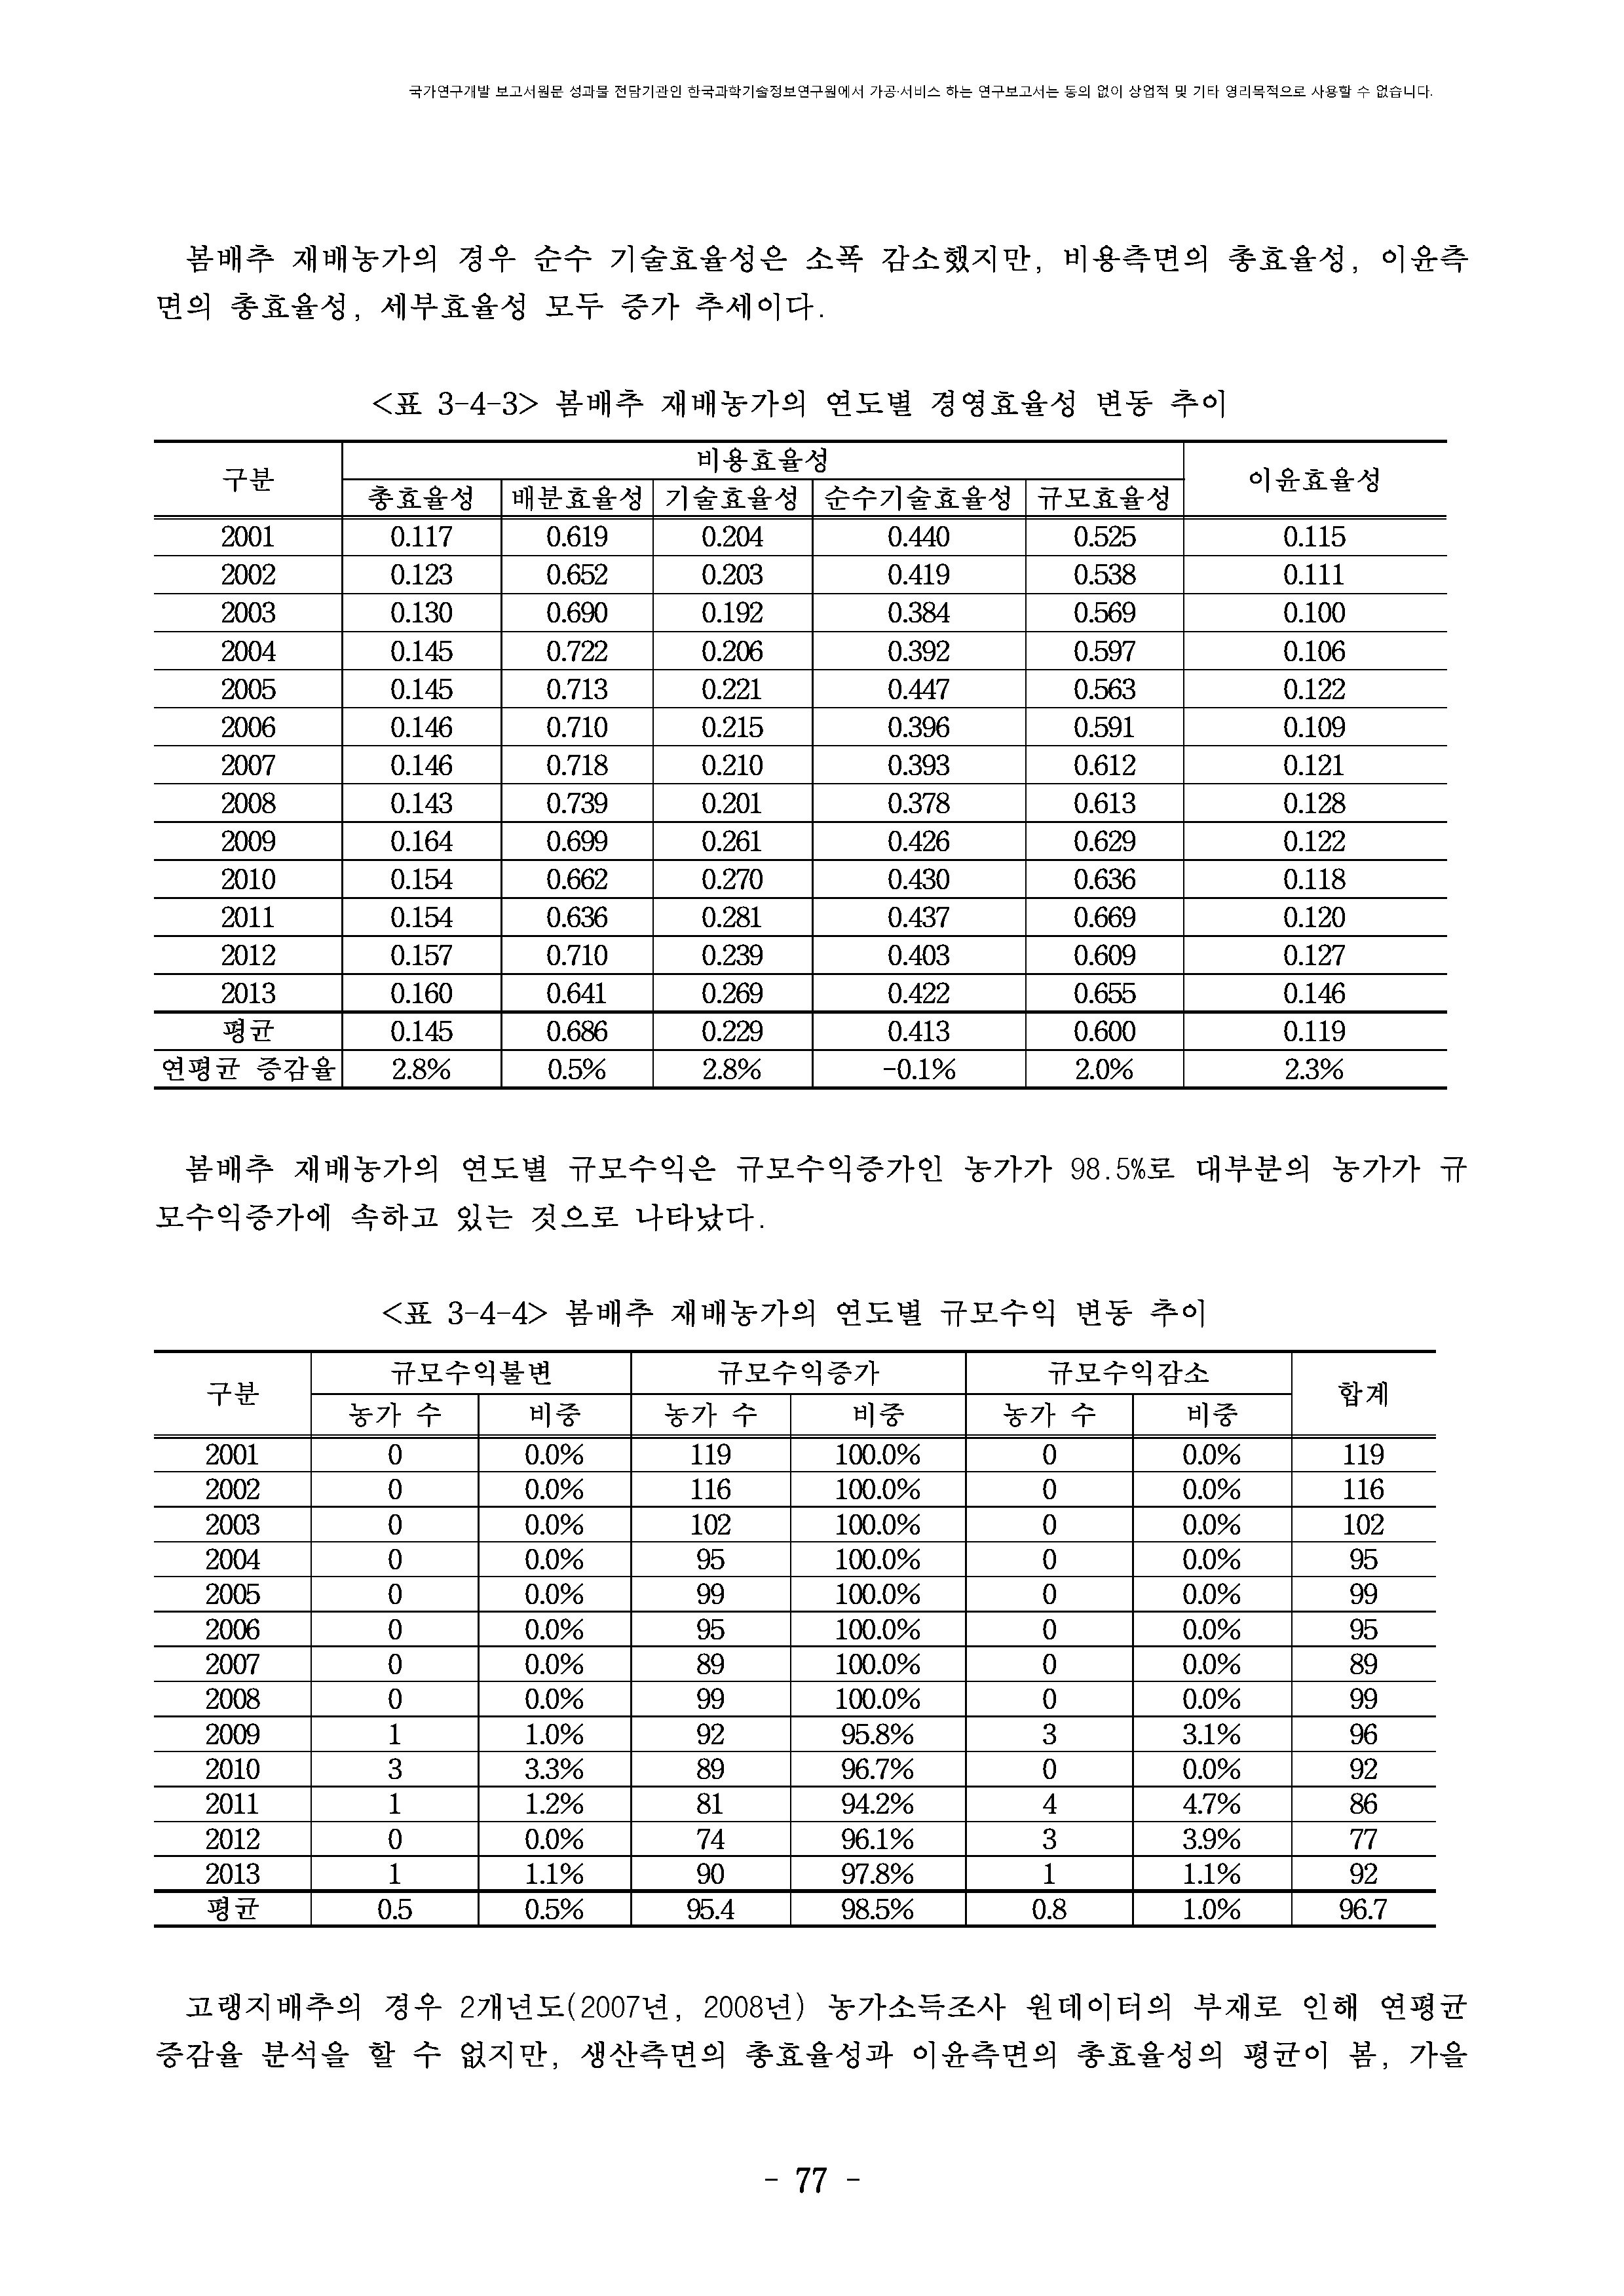 국가연구개발 보고서원문 성과물 전담기관인 한국과학기술정보연구원에서 가공·서비스 하는 연구보고서는 동의 없이 상업적 및 기타 영리목적으로 사용할 수 없습니다.
봄배추 재배농가의 경우 순수 기술효율성은 소폭 감소했지만, 비용측면의 총효율성, 이윤측
면의 총효율성, 세부효율성 모두 증가 추세이다.
<표 3-4-3> 봄배추 재배농가의 연도별 경영효율성 변동 추이
구분 비용효율성 이윤효율성
총효율성 배분효율성 기술효율성 순수기술효율성 규모효율성
2001 0.117 0.619 0.204 0.440 0.525 0.115
2002 0.123 0.652 0.203 0.419 0.538 0.111
2003 0.130 0.690 0.192 0.384 0.569 0.100
2004 0.145 0.722 0.206 0.392 0.597 0.106
2005 0.145 0.713 0.221 0.447 0.563 0.122
2006 0.146 0.710 0.215 0.396 0.591 0.109
2007 0.146 0.718 0.210 0.393 0.612 0.121
2008 0.143 0.739 0.201 0.378 0.613 0.128
2009 0.164 0.699 0.261 0.426 0.629 0.122
2010 0.154 0.662 0.270 0.430 0.636 0.118
2011 0.154 0.636 0.281 0.437 0.669 0.120
2012 0.157 0.710 0.239 0.403 0.609 0.127
2013 0.160 0.641 0.269 0.422 0.655 0.146
평균 0.145 0.686 0.229 0.413 0.600 0.119
연평균 증감율 2.8% 0.5% 2.8% -0.1% 2.0% 2.3%
봄배추 재배농가의 연도별 규모수익은 규모수익증가인 농가가 98.5%로 대부분의 농가가 규
모수익증가에 속하고 있는 것으로 나타났다.
<표 3-4-4> 봄배추 재배농가의 연도별 규모수익 변동 추이
구분 규모수익불변 규모수익증가 규모수익감소 합계
농가 수 비중 농가 수 비중 농가 수 비중
2001 0 0.0% 119 100.0% 0 0.0% 119
2002 0 0.0% 116 100.0% 0 0.0% 116
2003 0 0.0% 102 100.0% 0 0.0% 102
2004 0 0.0% 95 100.0% 0 0.0% 95
2005 0 0.0% 99 100.0% 0 0.0% 99
2006 0 0.0% 95 100.0% 0 0.0% 95
2007 0 0.0% 89 100.0% 0 0.0% 89
2008 0 0.0% 99 100.0% 0 0.0% 99
2009 1 1.0% 92 95.8% 3 3.1% 96
2010 3 3.3% 89 96.7% 0 0.0% 92
2011 1 1.2% 81 94.2% 4 4.7% 86
2012 0 0.0% 74 96.1% 3 3.9% 77
2013 1 1.1% 90 97.8% 1 1.1% 92
평균 0.5 0.5% 95.4 98.5% 0.8 1.0% 96.7
고랭지배추의 경우 2개년도(2007년, 2008년) 농가소득조사 원데이터의 부재로 인해 연평균
증감율 분석을 할 수 없지만, 생산측면의 총효율성과 이윤측면의 총효율성의 평균이 봄, 가을
- 77 -